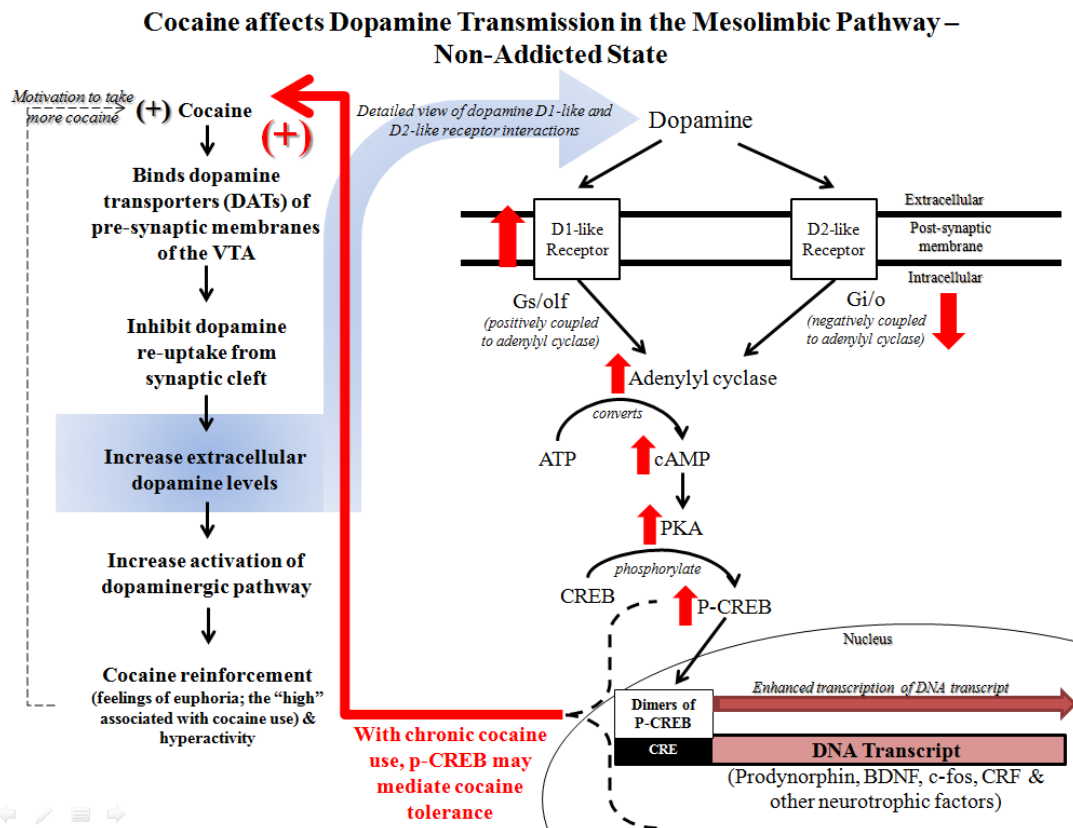 Cocaine affects Dopamine Transmission in the Mesolimbic Pathway –
Non-Addicted State
Motivation to take
more cocaine
(+) Cocaine
(+)
Binds dopamine
transporters (DATs) of
pre-synaptic membranes
of the VTA
Inhibit dopamine
re-uptake from
synaptic cleft
Increase extracellular
dopamine levels
Increase activation of
dopaminergic pathway
Cocaine reinforcement
(feelings of euphoria; the “high”
associated with cocaine use) &
hyperactivity
Detailed view of dopamine D1-like and
D2-like receptor interactions
Dopamine
D1-like
Receptor
D2-like
Receptor
Extracellular
Post-synaptic
membrane
Intracellular
Gs/olf
(positively coupled
to adenylyl cyclase)
Gi/o
(negatively coupled
to adenylyl cyclase)
Adenylyl cyclase
converts
ATP
cAMP
PKA
phosphorylate
CREB
P-CREB
Nucleus
Dimers of
P-CREB
Enhanced transcription of DNA transcript
CRE
DNA Transcript
(Prodynorphin, BDNF, c-fos, CRF &
other neurotrophic factors)
With chronic cocaine
use, p-CREB may
mediate cocaine
tolerance